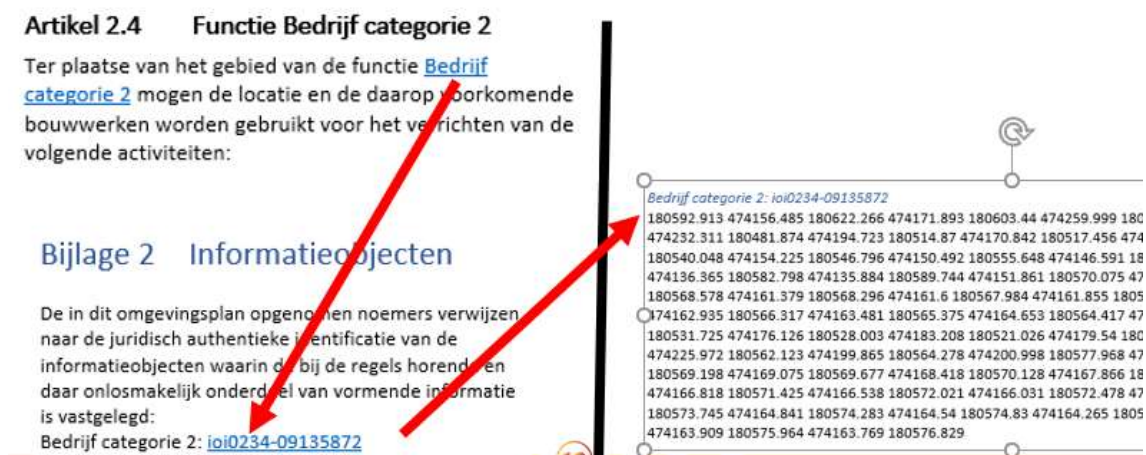 Artikel 2.4 Functie Bedrijf categorie 2
Ter plaatse van het gebied van de functie Bedrijf
categorie 2 mogen de locatie en de daarop voorkomende
bouwwerken worden gebruikt voor het verrichten van de
volgende activiteiten:
Bijlage 2 Informatieobjecten
De in dit omgevingsplan opgenomen noemers verwijzen
naar de juridisch authentieke identificatie van de
informatieobjecten waarin de bij de regels horende en
daar onlosmakelijk onderdeel van vormende informatie
is vastgelegd:
Bedrijf categorie 2: ioi0234-09135872
Bedrijf categorie 2: ioi0234-09135872
180592.913 474156.485 180622.266 474171.893 180603.44 474259.999 180
474232.311 180481.874 474194.723 180514.87 474170.842 180517.456 474
180540.048 474154.225 180546.796 474150.492 180555.648 474146.591 18
474136.365 180582.798 474135.884 180589.744 474151.861 180570.075 47
180568.578 474161.379 180568.296 474161.6 180567.984 474161.855 1805
474162.935 180566.317 474163.481 180565.375 474164.653 180564.417 47
180531.725 474176.126 180528.003 474183.208 180521.026 474179.54 180
474225.972 180562.123 474199.865 180564.278 474200.998 180577.968 47
180569.198 474169.075 180569.677 474168.418 180570.128 474167.866 18
474166.818 180571.425 474166.538 180572.021 474166.031 180572.478 47
180573.745 474164.841 180574.283 474164.54 180574.83 474164.265 1805
474163.909 180575.964 474163.769 180576.829